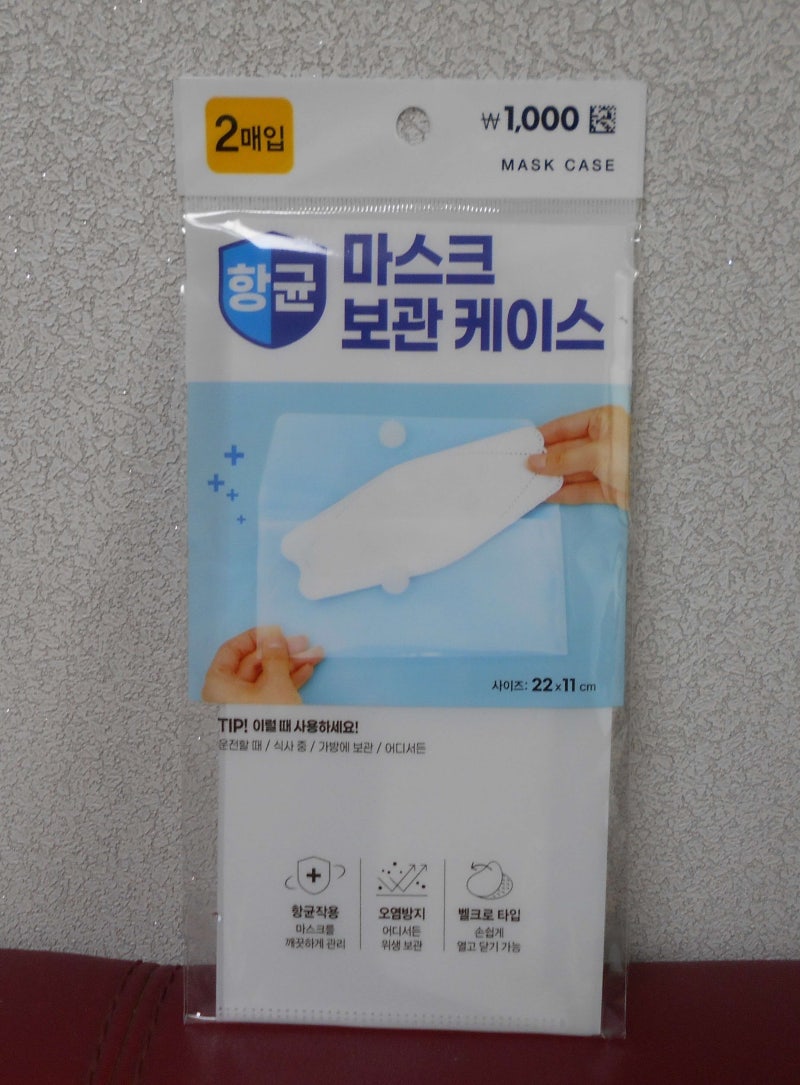 2매입
₩1,000
MASK CASE
항균
마스크
보관 케이스
사이즈: 22x11 cm
TIP! 이럴 때 사용하세요!
운전할 때 / 식사 중 / 가방에 보관 / 어디서든
항균작용
마스크를
깨끗하게 관리
오염방지
어디서든
위생 보관
벨크로 타입
손쉽게
열고 닫기 가능